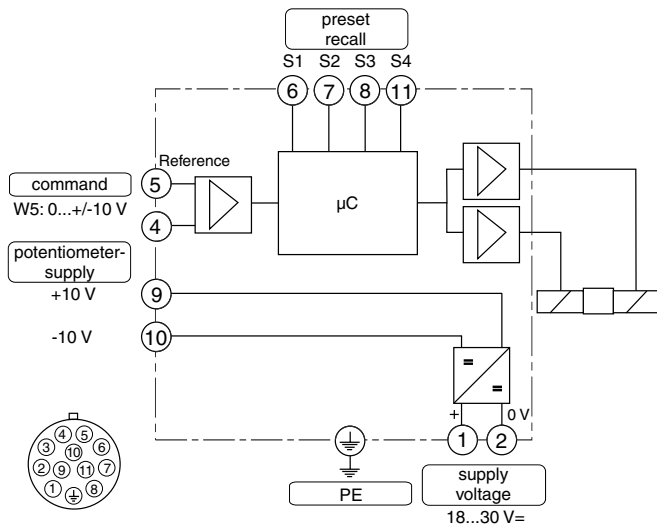 preset
recall
S1 S2 S3 S4
6 7 8 11
Reference
5
command
W5: 0...+/-10 V
4
µC
potentiometer-
supply
+10 V
9
-10 V
10
=
=
+ 0 V
1 2
4 5
3 10 6
2 9 11 7
1 8
PE
supply
voltage
18...30 V=